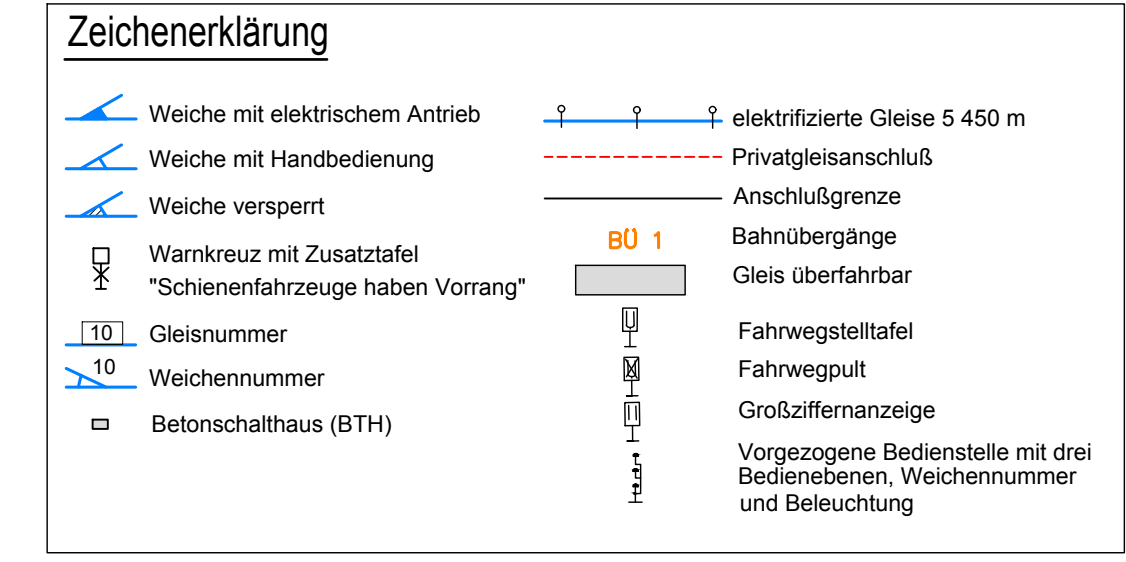 Zeichenerklärung
Weiche mit elektrischem Antrieb
Weiche mit Handbedienung
Weiche versperrt
Warnkreuz mit Zusatztafel
"Schienenfahrzeuge haben Vorrang"
10 Gleisnummer
10
Weichennummer
Betonschalthaus (BTH)
elektrifizierte Gleise 5 450 m
Privatgleisanschluß
Anschlußgrenze
BÜ 1 Bahnübergänge
Gleis überfahrbar
Fahrwegstelltafel
Fahrwegpult
Großziffernanzeige
Vorgezogene Bedienstelle mit drei
Bedienebenen, Weichennummer
und Beleuchtung